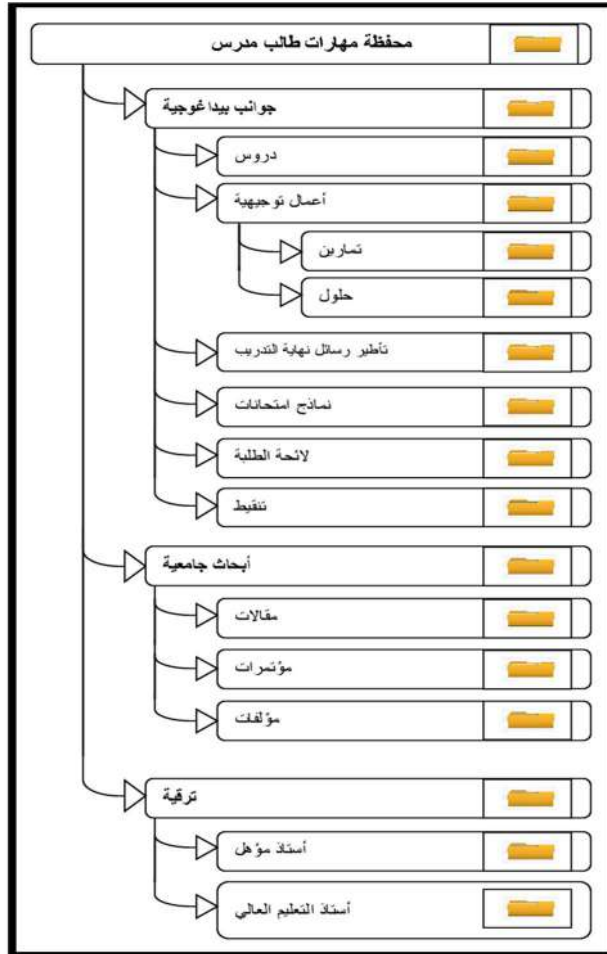 محفظة مهارات طالب مدرس
جوانب بيداغوجية
دروس
أعمال توجيهية
تمارين
حلول
تأطير رسائل نهاية التدريب
نماذج امتحانات
لائحة الطلبة
تنقيط
أبحاث جامعية
مقالات
مؤتمرات
مؤلفات
ترقية
أستاذ مؤهل
أستاذ التعليم العالي